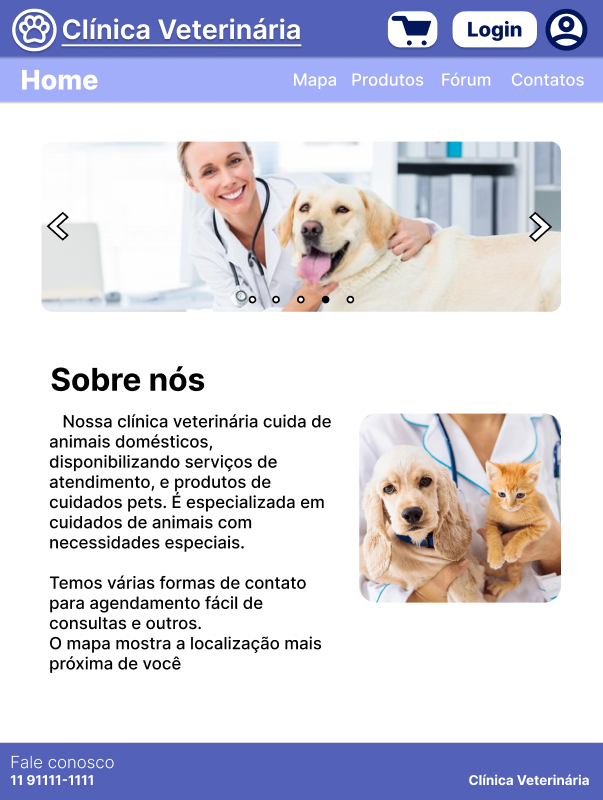 Clínica Veterinária
Login
Home
Mapa Produtos Fórum Contatos
Sobre nós
Nossa clínica veterinária cuida de
animais domésticos,
disponibilizando serviços de
atendimento, e produtos de
cuidados pets. É especializada em
cuidados de animais com
necessidades especiais.
Temos várias formas de contato
para agendamento fácil de
consultas e outros.
O mapa mostra a localização mais
próxima de você
Fale conosco
11 91111-1111
Clínica Veterinária